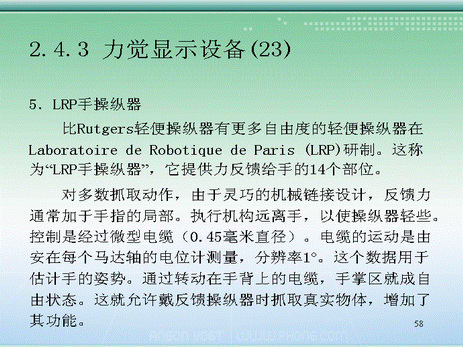 2.4.3 力觉显示设备(23)
5．LRP手操纵器
比Rutgers轻便操纵器有更多自由度的轻便操纵器在
Laboratoire de Robotique de Paris (LRP)研制。这称
为“LRP手操纵器”，它提供力反馈给手的14个部位。
对多数抓取动作，由于灵巧的机械链接设计，反馈力
通常加于手指的局部。执行机构远离手，以使操纵器轻些。
控制是经过微型电缆（0.45毫米直径）。电缆的运动是由
安在每个马达轴的电位计测量，分辨率1°。这个数据用于
估计手的姿势。通过转动在手背上的电缆，手掌区就成自
由状态。这就允许戴反馈操纵器时抓取真实物体，增加了
其功能。
58